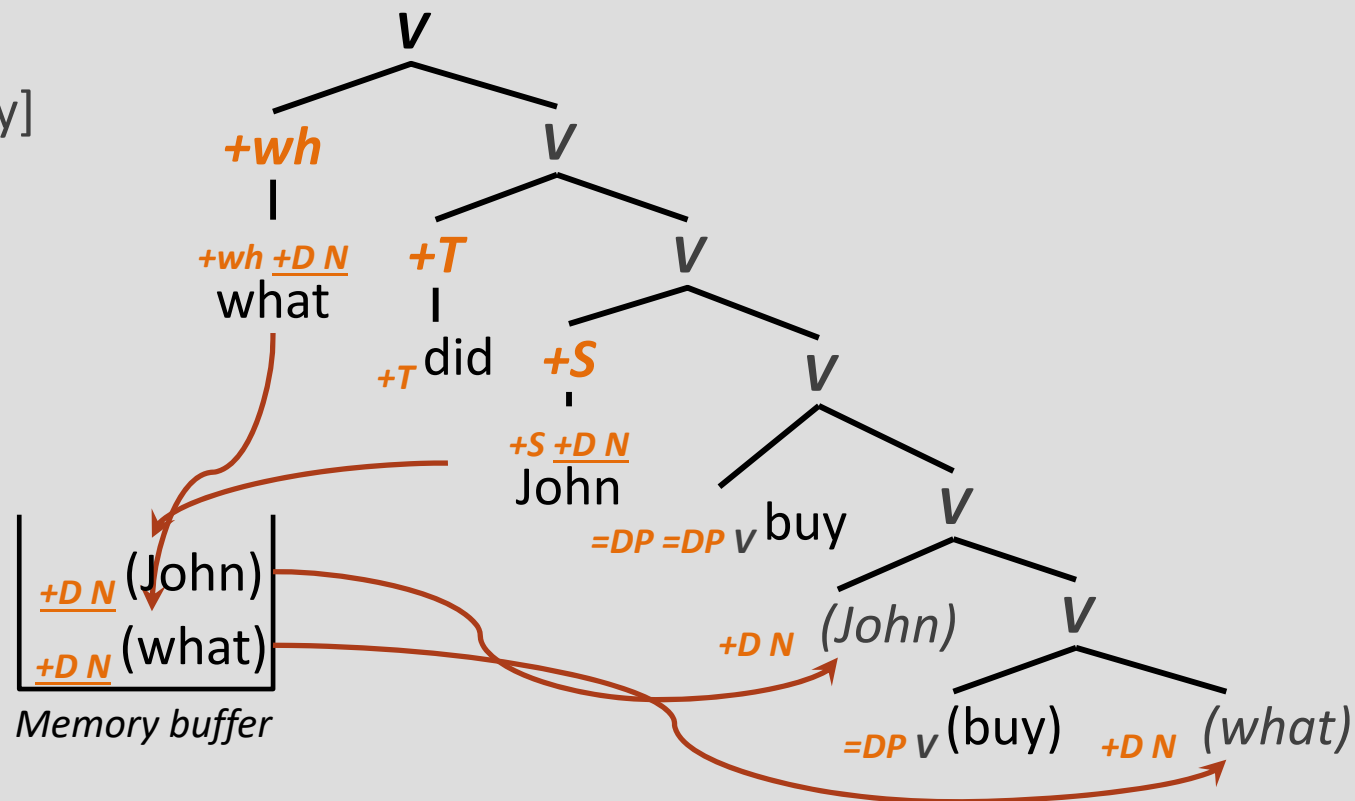 V
y]
+wh
V
+wh +D N
what
+T
V
+T did
+S
V
+S +D N
John
=DP =DP V buy
V
+D N (John)
+D N (John)
V
+D N (what)
=DP V (buy)
+D N (what)
Memory buffer